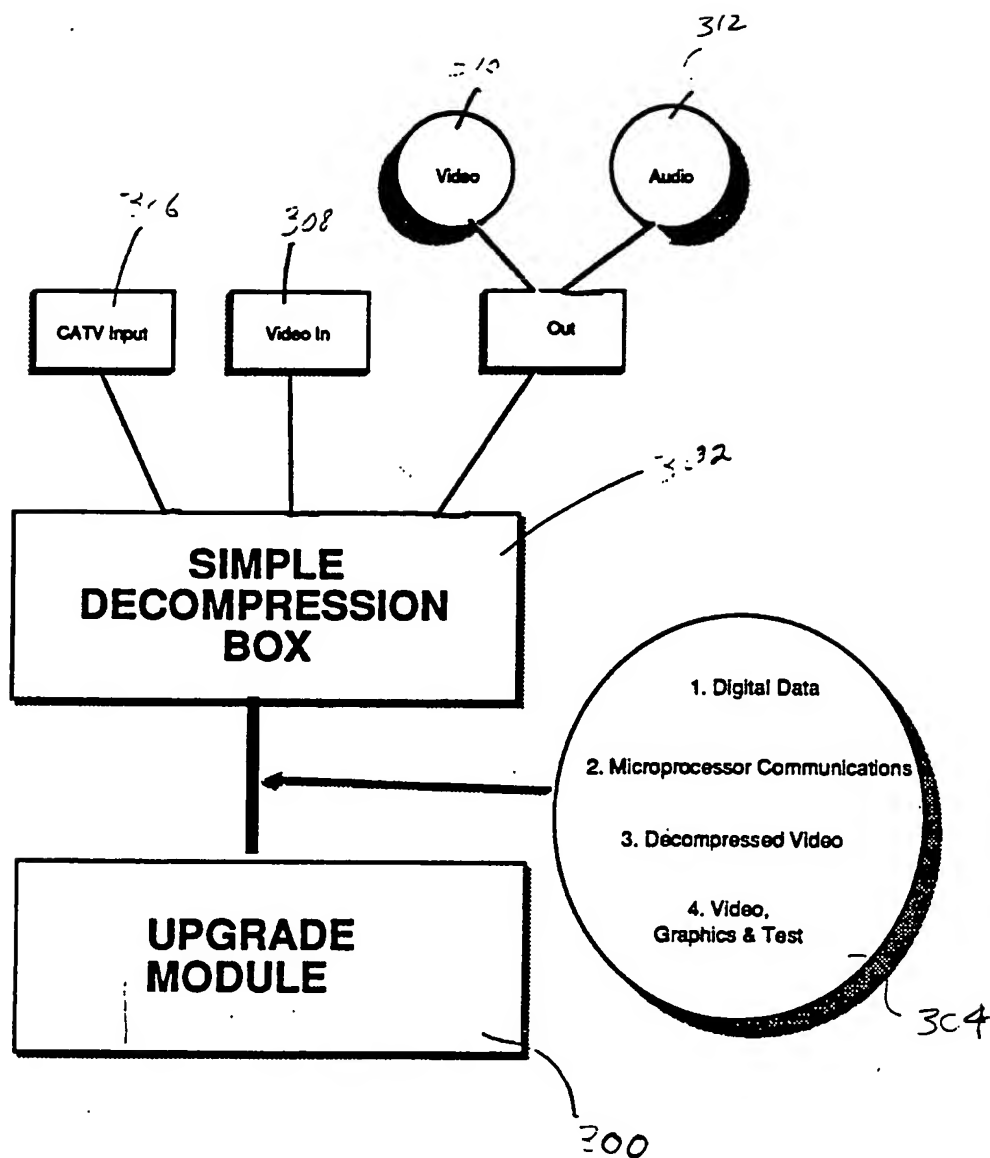 312
308
Video
Audio
CATV Input
Video In
Out
SIMPLE
DECOMPRESSION
BOX
1. Digital Data
2. Microprocessor Communications
3. Decompressed Video
4. Video,
Graphics & Test
UPGRADE
MODULE
304
300